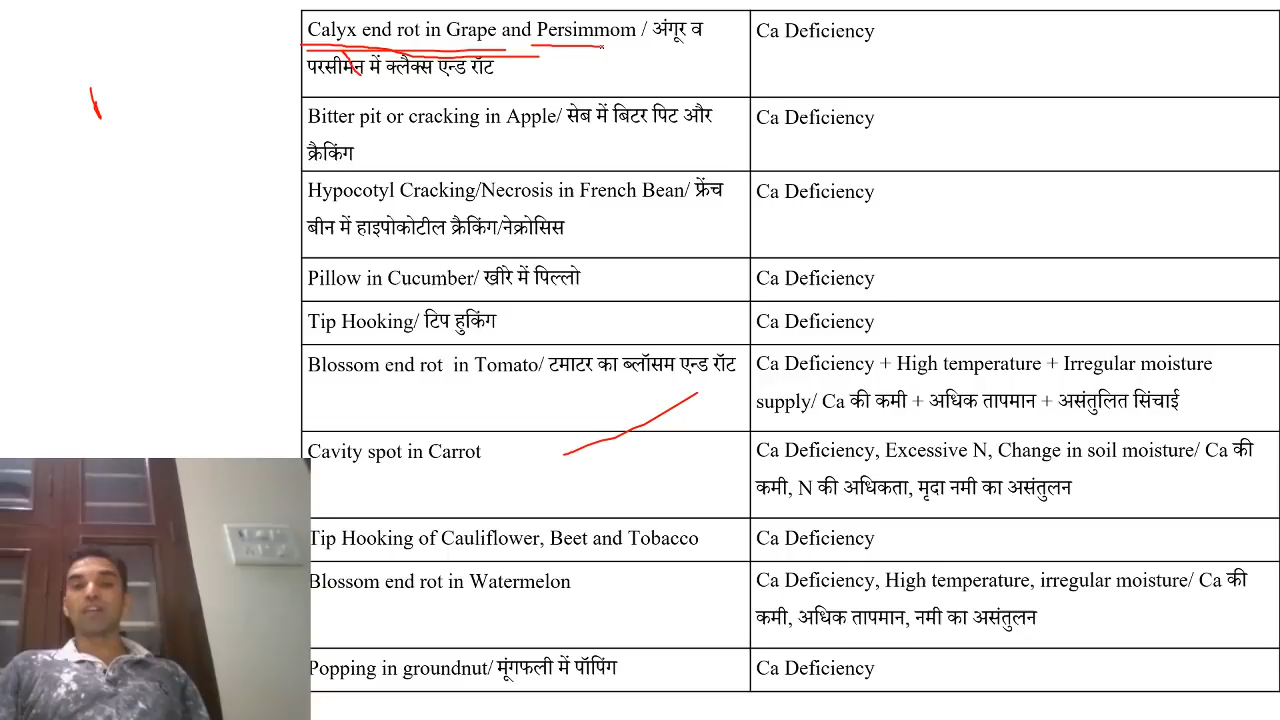 Calyx end rot in Grape and Persimmom / अंगूर व
परसीमन में क्लैक्स एन्ड रॉट
Ca Deficiency
Bitter pit or cracking in Apple/ सेब में बिटर पिट और
क्रैकिंग
Ca Deficiency
Hypocotyl Cracking/Necrosis in French Bean/ फ्रेंच
बीन में हाइपोकोटील क्रैकिंग/नेक्रोसिस
Ca Deficiency
Pillow in Cucumber/ खीरे में पिल्लो
Ca Deficiency
Tip Hooking/ टिप हुकिंग
Ca Deficiency
Blossom end rot in Tomato/ टमाटर का ब्लॉसम एन्ड रॉट
Ca Deficiency + High temperature + Irregular moisture
supply/ Ca की कमी + अधिक तापमान + असंतुलित सिंचाई
Cavity spot in Carrot
Ca Deficiency, Excessive N, Change in soil moisture/ Ca की
कमी, N की अधिकता, मृदा नमी का असंतुलन
Tip Hooking of Cauliflower, Beet and Tobacco
Ca Deficiency
Blossom end rot in Watermelon
Ca Deficiency, High temperature, irregular moisture/ Ca की
कमी, अधिक तापमान, नमी का असंतुलन
Popping in groundnut/ मूंगफली में पॉपिंग
Ca Deficiency